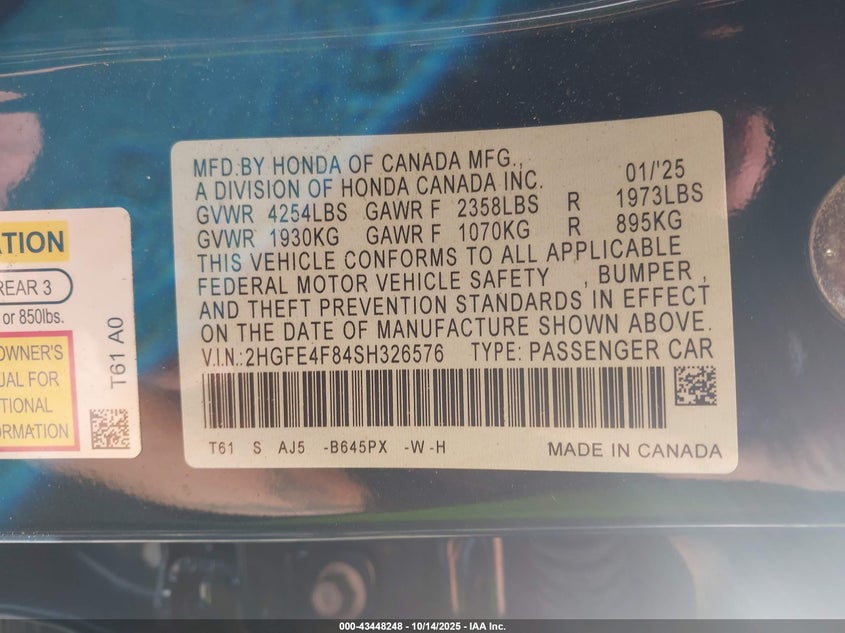 MFD.BY HONDA OF CANADA MFG., 01/'25
A DIVISION OF HONDA CANADA INC.
GVWR 4254LBS GAWR F 2358LBS R 1973LBS
GVWR 1930KG GAWR F 1070KG R 895KG
THIS VEHICLE CONFORMS TO ALL APPLICABLE
FEDERAL MOTOR VEHICLE SAFETY , BUMPER ,
AND THEFT PREVENTION STANDARDS IN EFFECT
ON THE DATE OF MANUFACTURE SHOWN ABOVE.
V.I.N.:2HGFE4F84SH326576 TYPE: PASSENGER CAR
T61 S AJ5 -B645PX -W-H MADE IN CANADA
ATION
REAR 3
or 850lbs.
OWNER'S
UAL FOR
TIONAL
ORMATION
T61 A0
000-43448248 - 10/14/2025 - IAA Inc.